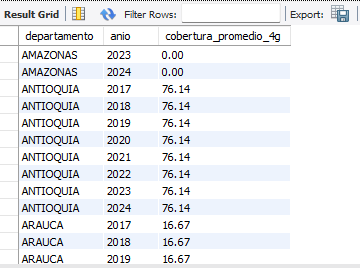 Result Grid Filter Rows: Export:
departamento anio cobertura_promedio_4g
AMAZONAS 2023 0.00
AMAZONAS 2024 0.00
ANTIOQUIA 2017 76.14
ANTIOQUIA 2018 76.14
ANTIOQUIA 2019 76.14
ANTIOQUIA 2020 76.14
ANTIOQUIA 2021 76.14
ANTIOQUIA 2022 76.14
ANTIOQUIA 2023 76.14
ANTIOQUIA 2024 76.14
ARAUCA 2017 16.67
ARAUCA 2018 16.67
ARAUCA 2019 16.67